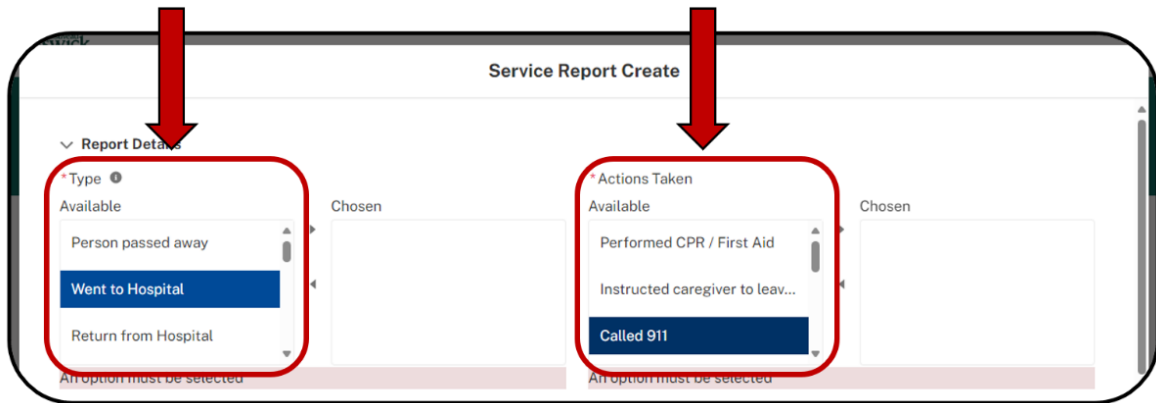 Service Report Create
Report Details
*Type
Available
Chosen
Person passed away
Went to Hospital
Return from Hospital
An option must be selected
*Actions Taken
Available
Chosen
Performed CPR / First Aid
Instructed caregiver to leav...
Called 911
An option must be selected